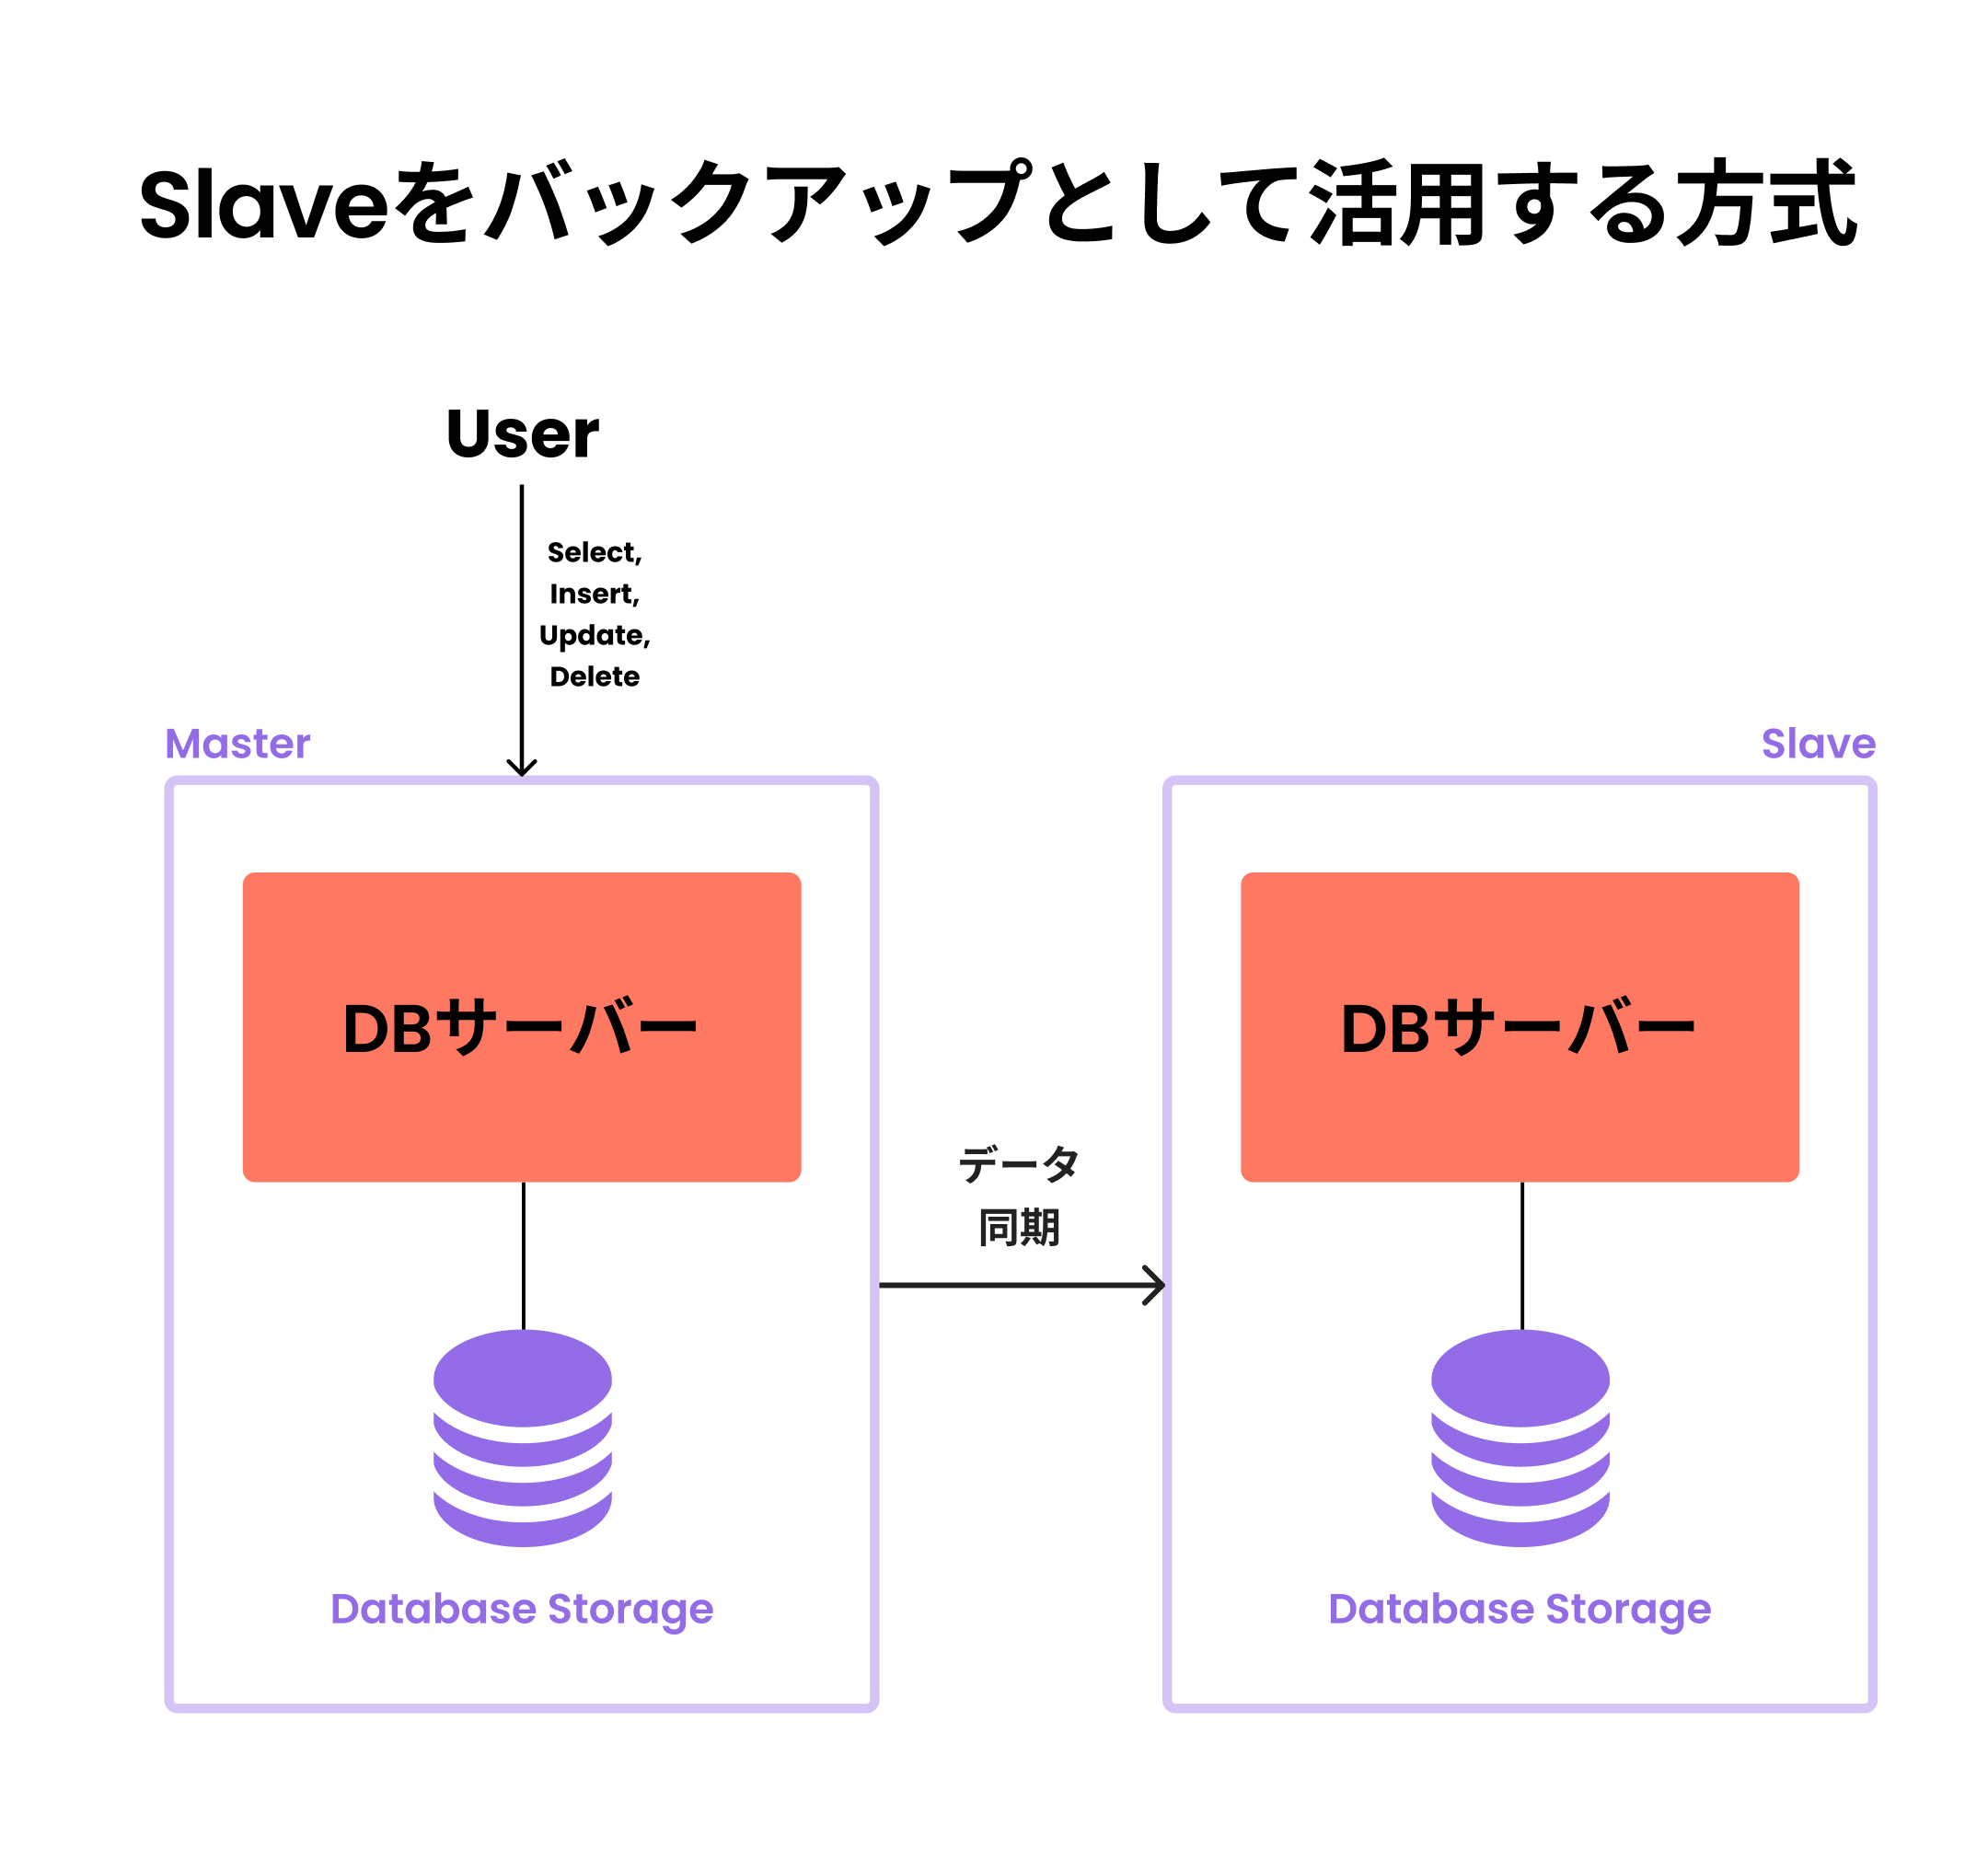 Slaveをバックアップとして活用する方式
User
Select,
Insert,
Update,
Delete
Master
Slave
DBサーバー
DBサーバー
データ
同期
Database Storage
Database Storage